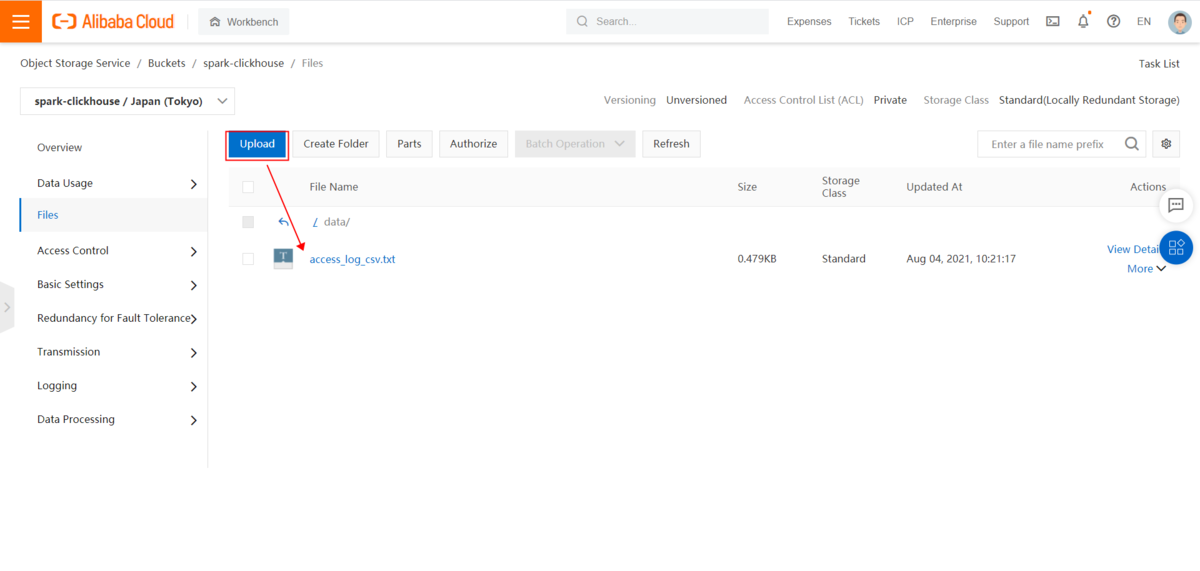 Alibaba Cloud
Workbench
Search...
Expenses
Tickets
ICP
Enterprise
Support
EN
Object Storage Service / Buckets / spark-clickhouse / Files
Task List
spark-clickhouse / Japan (Tokyo)
Versioning Unversioned Access Control List (ACL) Private Storage Class Standard(Locally Redundant Storage)
Overview
Data Usage
Files
Access Control
Basic Settings
Redundancy for Fault Tolerance
Transmission
Logging
Data Processing
Upload
Create Folder
Parts
Authorize
Batch Operation
Refresh
Enter a file name prefix
File Name
Size
Storage
Class
Updated At
Actions
/ data/
T
access_log_csv.txt
0.479KB
Standard
Aug 04, 2021, 10:21:17
View Detai
More